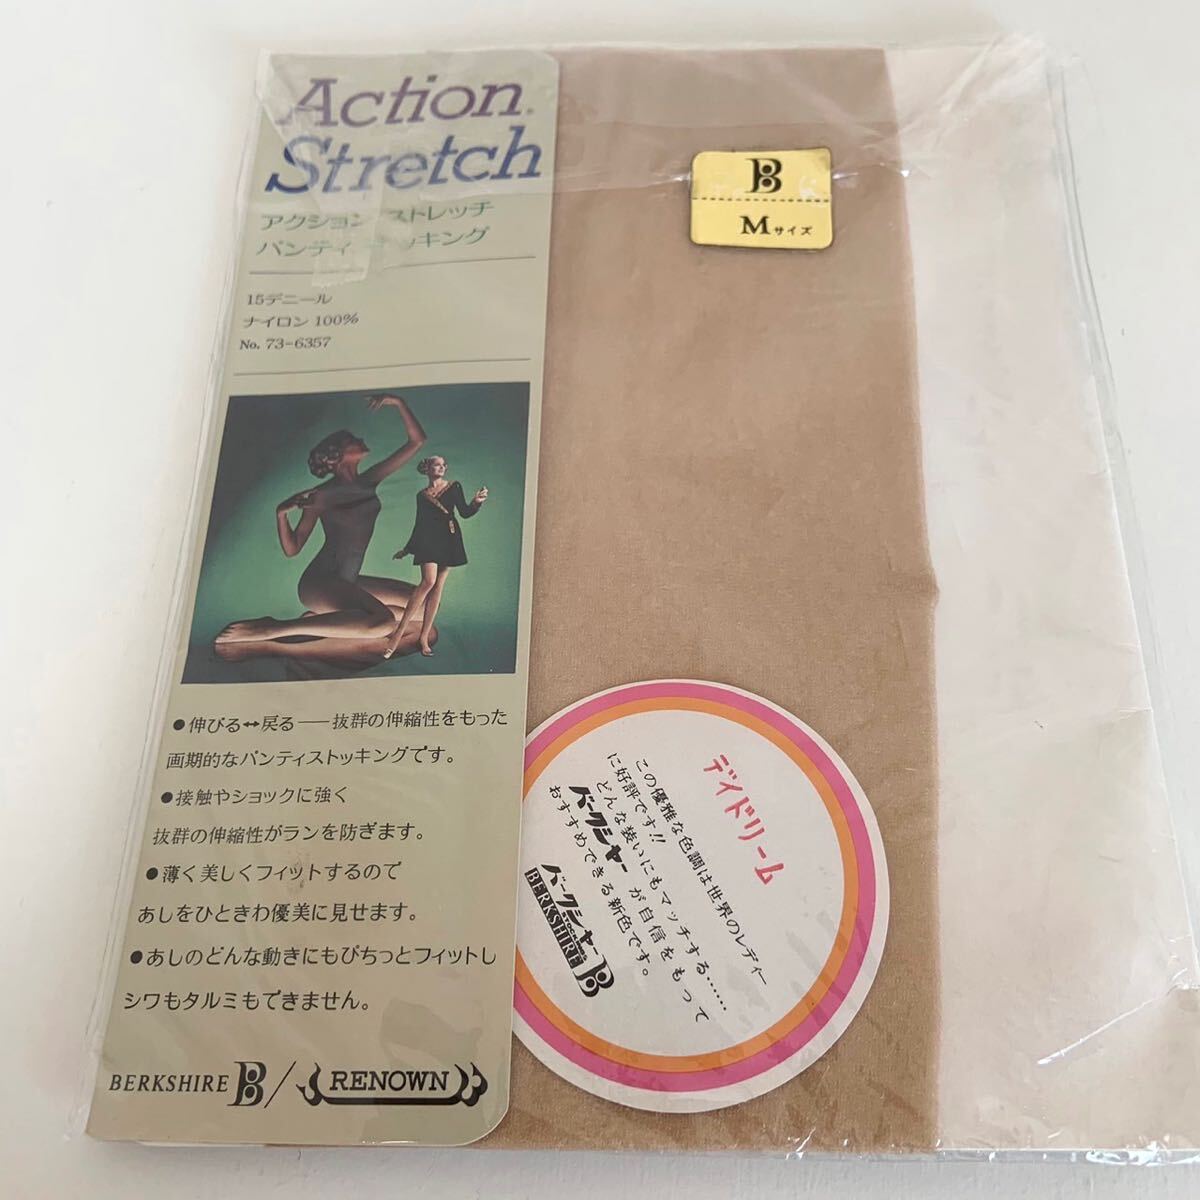 Action
Stretch
アクション ストレッチ
パンティ ストッキング
15デニール
ナイロン 100%
No. 73-6357
B
Mサイズ
●伸びる↔戻る──抜群の伸縮性をもった
画期的なパンティストッキングです。
●接触やショックに強く
抜群の伸縮性がランを防ぎます。
●薄く美しくフィットするので
あしをひときわ優美に見せます。
●あしのどんな動きにもぴちっとフィットし
シワもタルミもできません。
BERKSHIRE B / RENOWN
デイドリーム
この優雅な色調は世界のレディー
に好評です!!
どんな装いにもマッチする……
バークシャーが自信をもって
おすすめできる新色です。
バークシャー
BERKSHIRE B